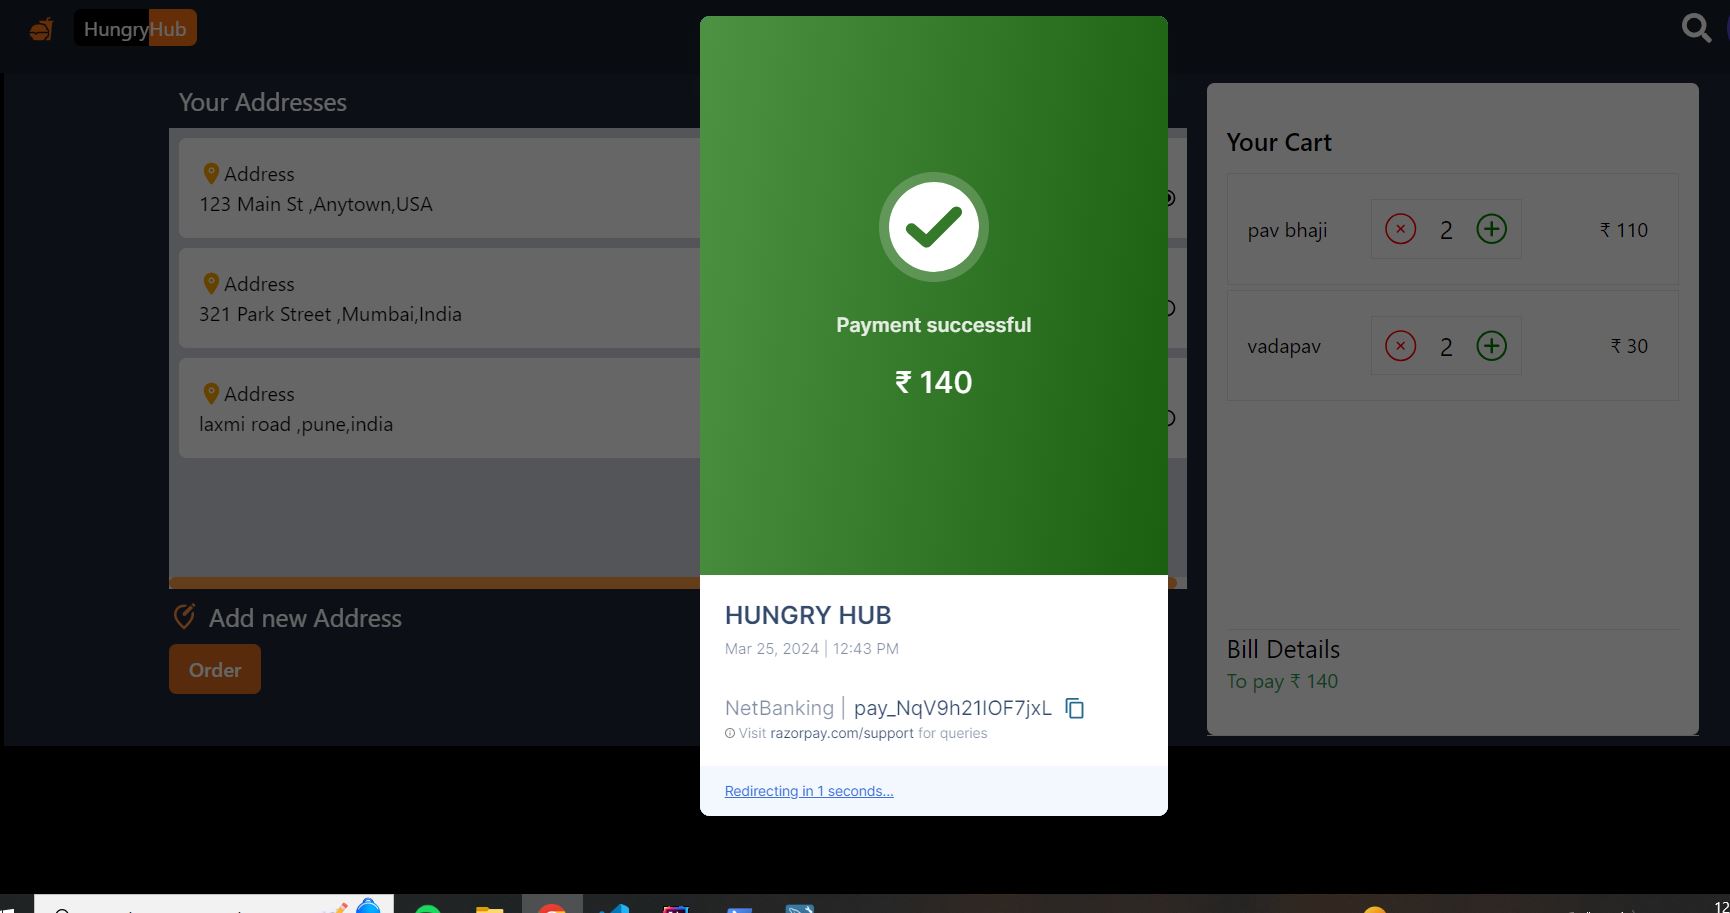 HungryHub
Your Addresses
Address
123 Main St ,Anytown,USA
Address
321 Park Street ,Mumbai,India
Address
laxmi road ,pune,india
Add new Address
Order
Payment successful
₹ 140
HUNGRY HUB
Mar 25, 2024 | 12:43 PM
NetBanking | pay_NqV9h21IOF7jxL
Visit razorpay.com/support for queries
Redirecting in 1 seconds...
Your Cart
pav bhaji 2 ₹ 110
vadapav 2 ₹ 30
Bill Details
To pay ₹ 140